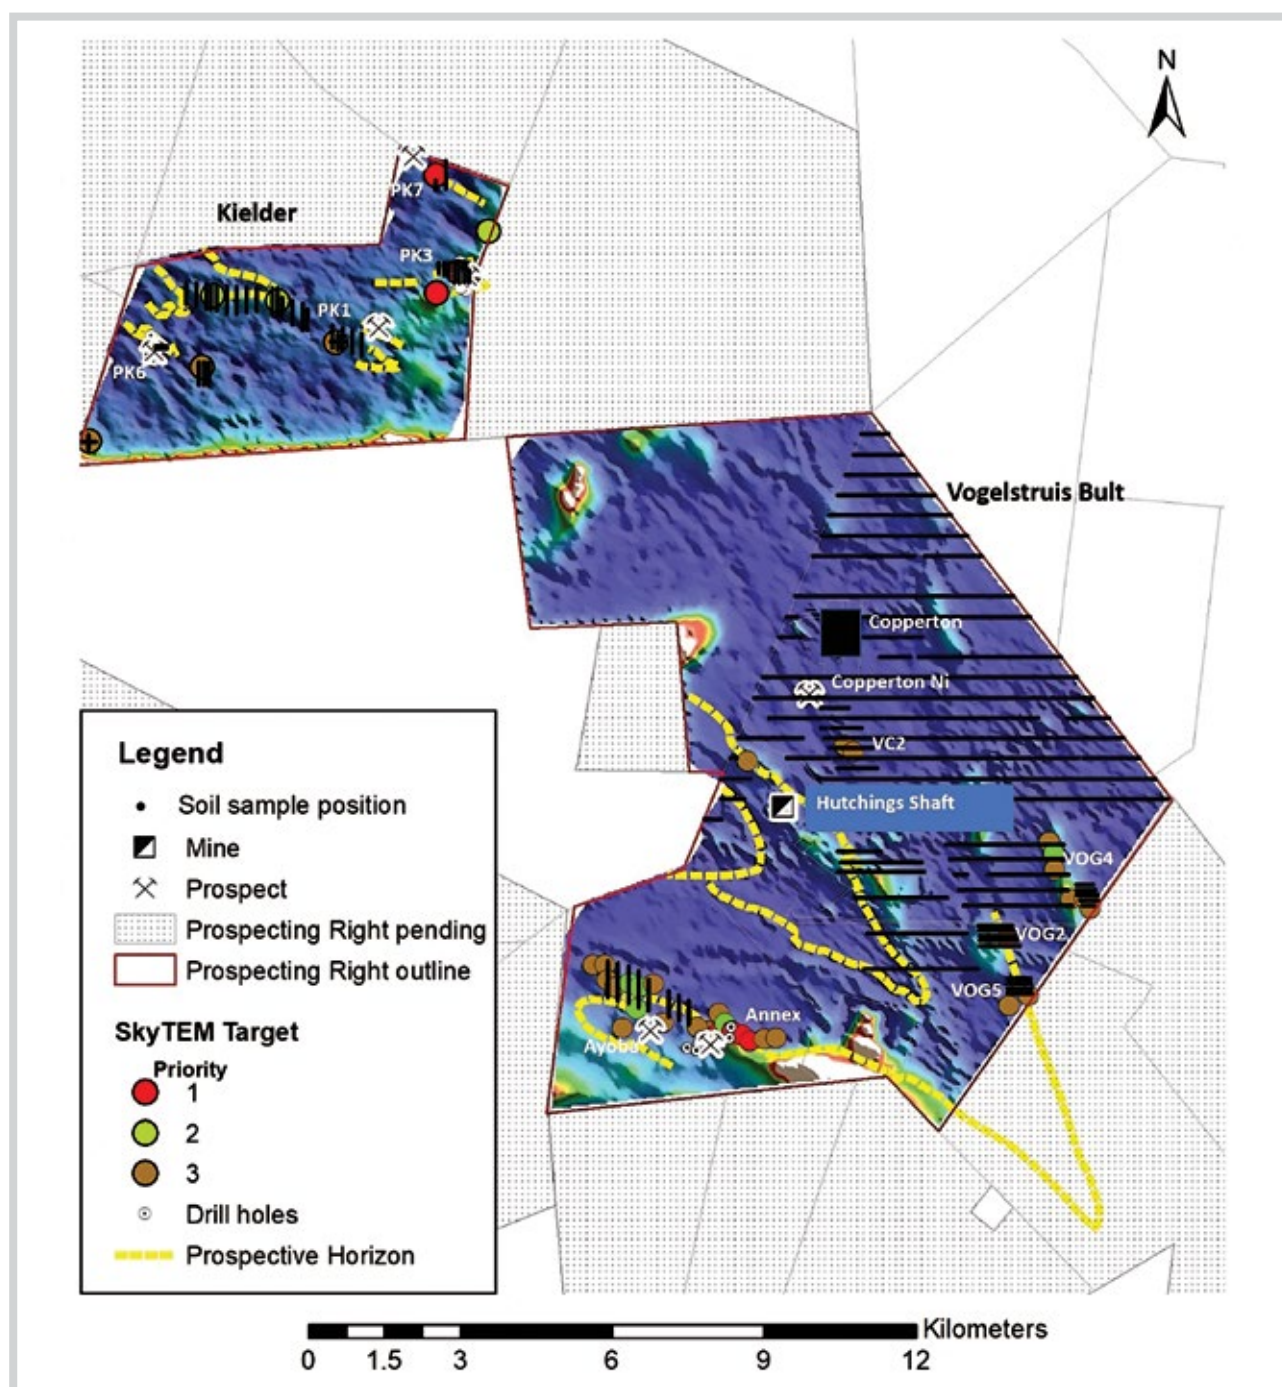 N
PK7
Kielder
PK3
PK1
PK6
Vogelstruis Bult
Copperton
Copperton Ni
VC2
Hutchings Shaft
VOG4
VOG2
VOG5
Annex
Ayob3
Legend
Soil sample position
Mine
Prospect
Prospecting Right pending
Prospecting Right outline
SkyTEM Target
Priority
1
2
3
Drill holes
Prospective Horizon
Kilometers
0 1.5 3 6 9 12